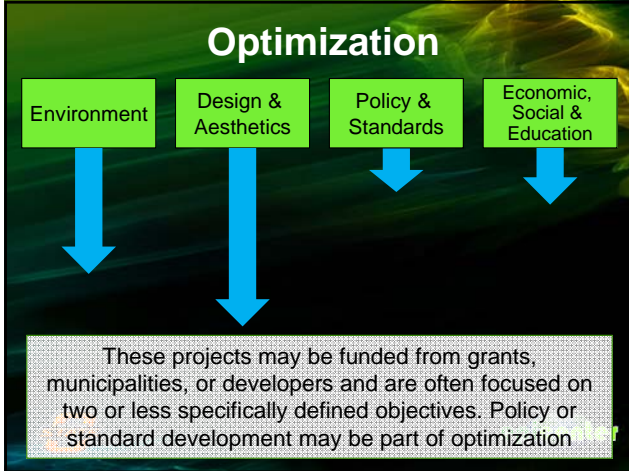 Optimization
Environment
Design &
Aesthetics
Policy &
Standards
Economic,
Social &
Education
These projects may be funded from grants,
municipalities, or developers and are often focused on
two or less specifically defined objectives. Policy or
standard development may be part of optimization